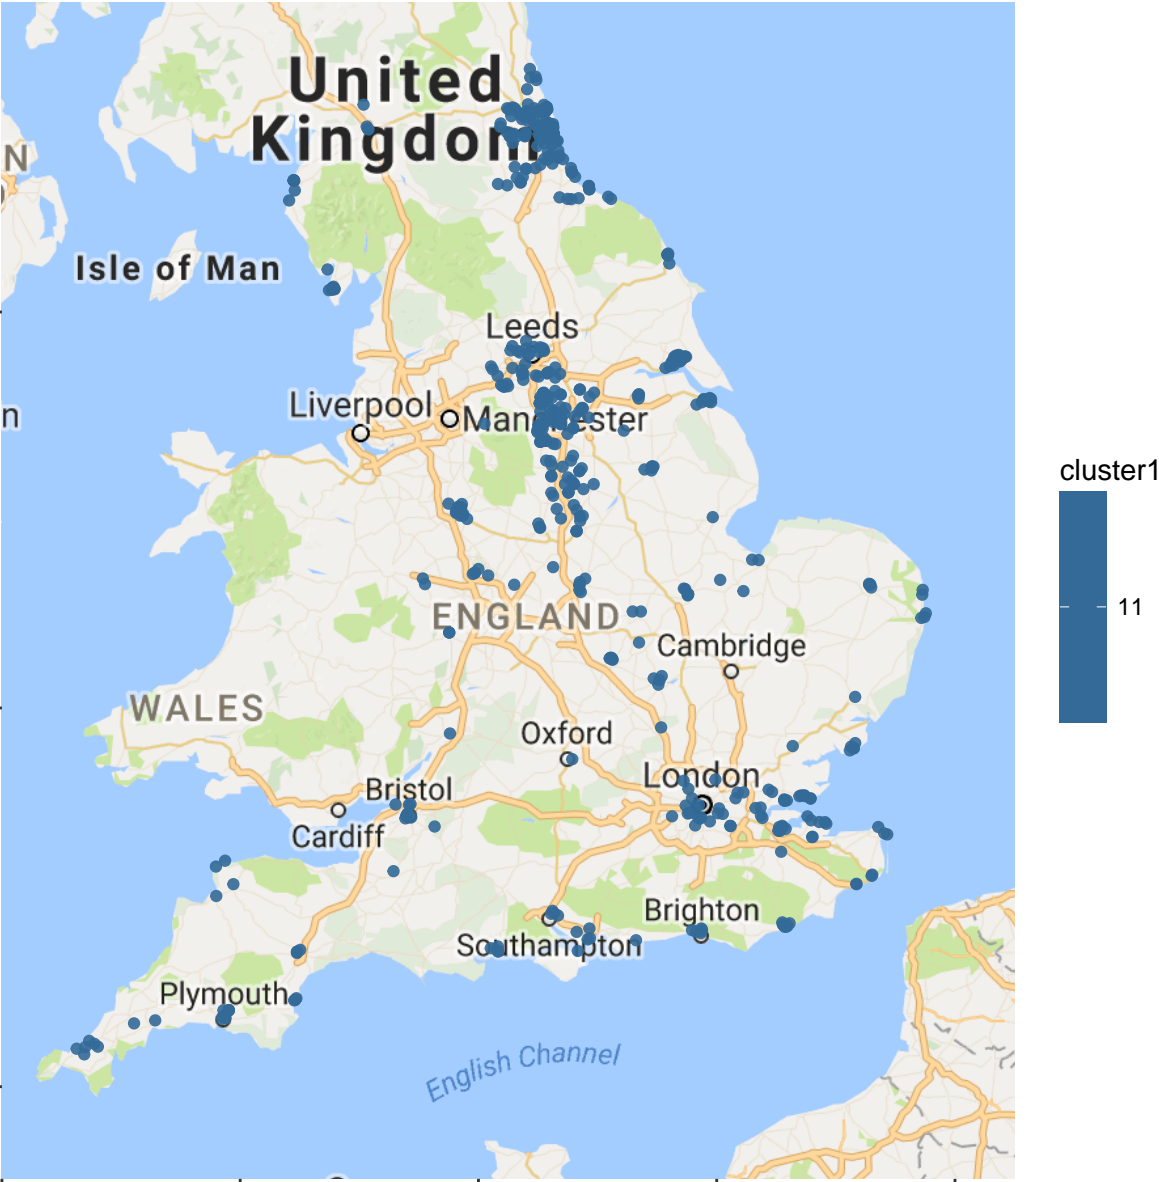 United
Kingdom
N
Isle of Man
Leeds
Liverpool
Manchester
n
cluster1
11
ENGLAND
Cambridge
WALES
Oxford
London
Bristol
Cardiff
Brighton
Southampton
Plymouth
English Channel